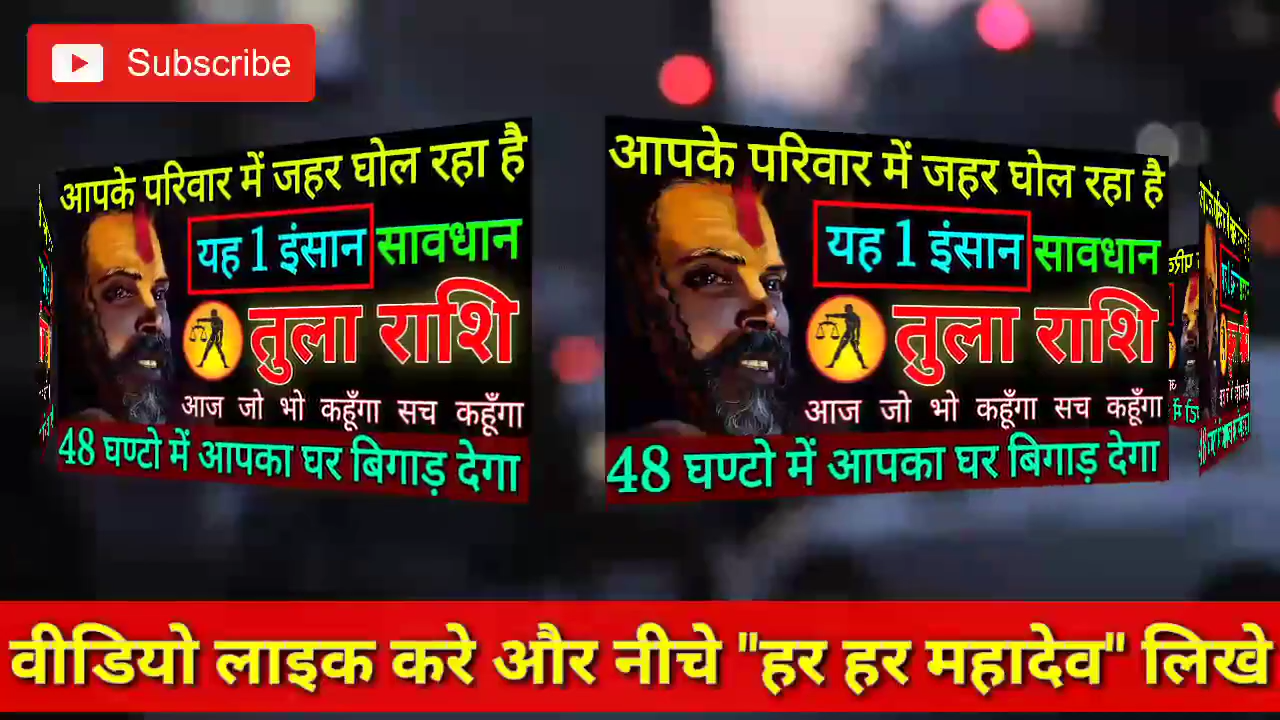 Subscribe
आपके परिवार में जहर घोल रहा है
यह 1 इंसान सावधान
तुला राशि
आज जो भो कहूँगा सच कहूँगा
48 घण्टो में आपका घर बिगाड़ देगा
आपके परिवार में जहर घोल रहा है
यह 1 इंसान सावधान
तुला राशि
आज जो भो कहूँगा सच कहूँगा
48 घण्टो में आपका घर बिगाड़ देगा
वीडियो लाइक करे और नीचे "हर हर महादेव" लिखे